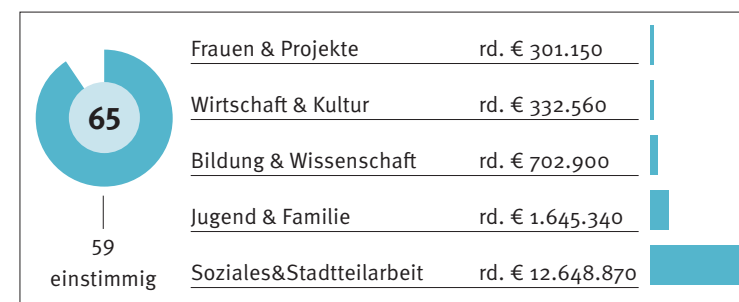 65
59
einstimmig
Frauen & Projekte rd. € 301.150
Wirtschaft & Kultur rd. € 332.560
Bildung & Wissenschaft rd. € 702.900
Jugend & Familie rd. € 1.645.340
Soziales&Stadtteilarbeit rd. € 12.648.870